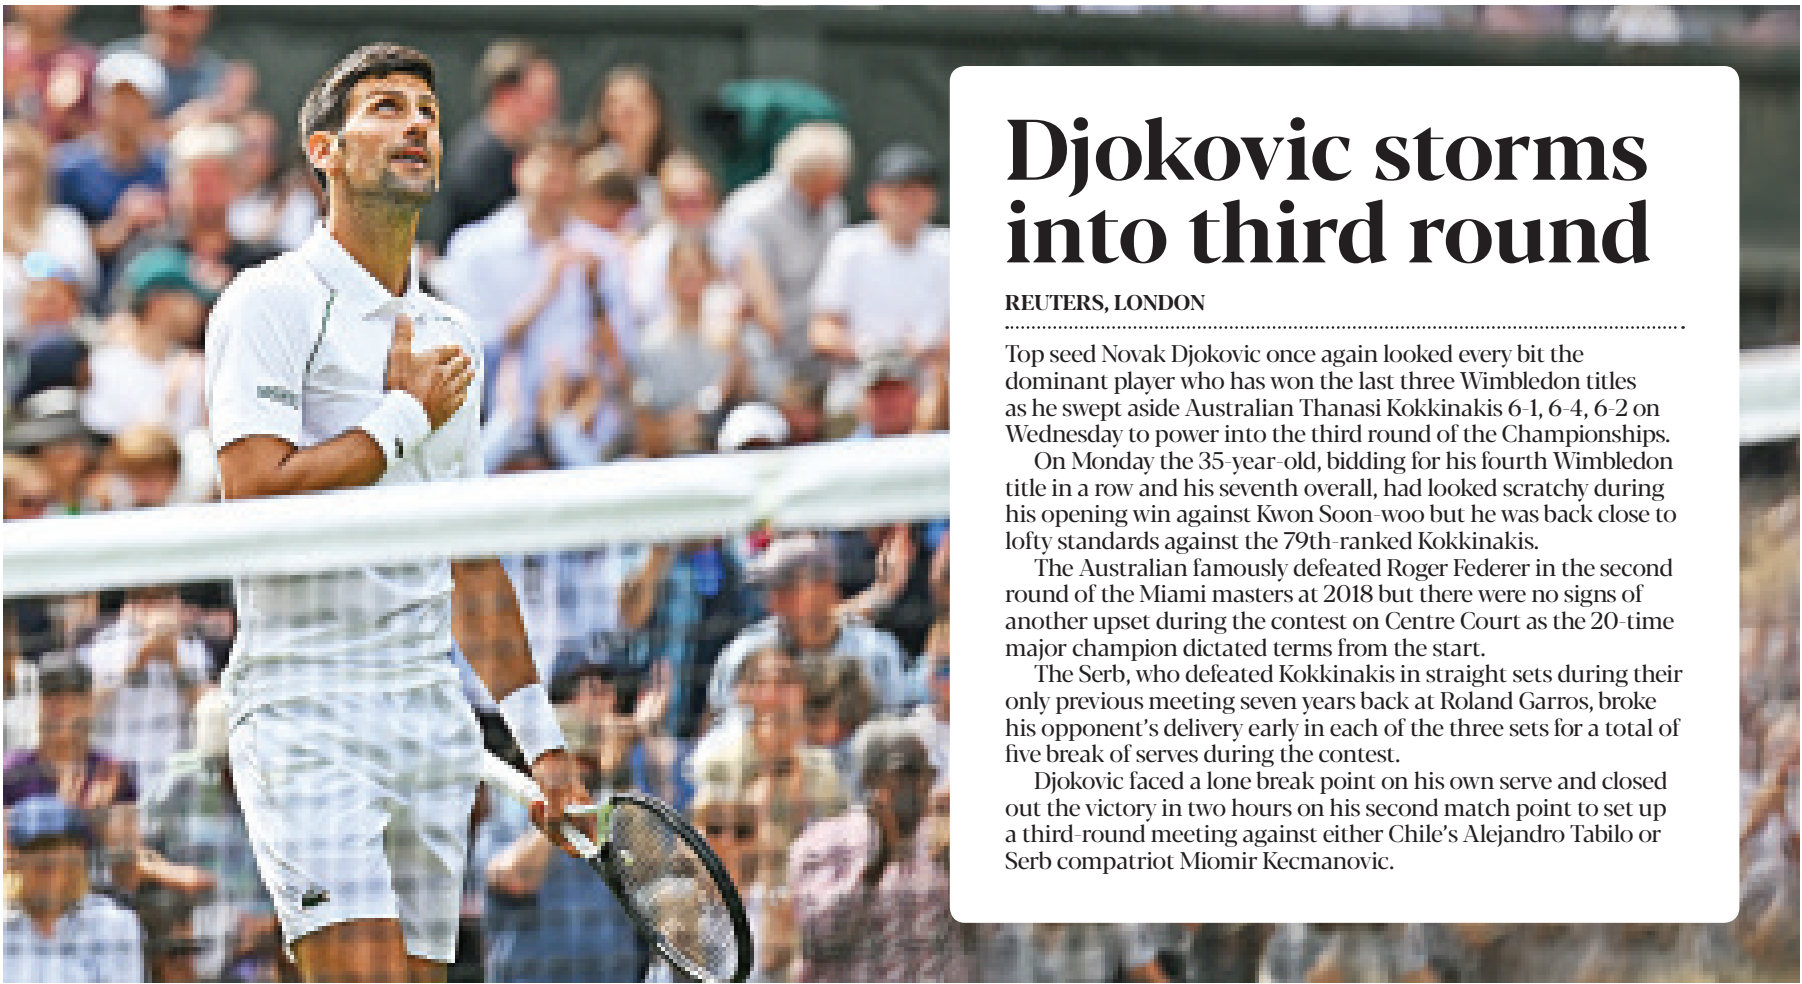 Djokovic storms
into third round
REUTERS, LONDON
Top seed Novak Djokovic once again looked every bit the
dominant player who has won the last three Wimbledon titles
as he swept aside Australian Thanasi Kokkinakis 6-1, 6-4, 6-2 on
Wednesday to power into the third round of the Championships.
On Monday the 35-year-old, bidding for his fourth Wimbledon
title in a row and his seventh overall, had looked scratchy during
his opening win against Kwon Soon-woo but he was back close to
lofty standards against the 79th-ranked Kokkinakis.
The Australian famously defeated Roger Federer in the second
round of the Miami masters at 2018 but there were no signs of
another upset during the contest on Centre Court as the 20-time
major champion dictated terms from the start.
The Serb, who defeated Kokkinakis in straight sets during their
only previous meeting seven years back at Roland Garros, broke
his opponent's delivery early in each of the three sets for a total of
five break of serves during the contest.
Djokovic faced a lone break point on his own serve and closed
out the victory in two hours on his second match point to set up
a third-round meeting against either Chile's Alejandro Tabilo or
Serb compatriot Miomir Kecmanovic.